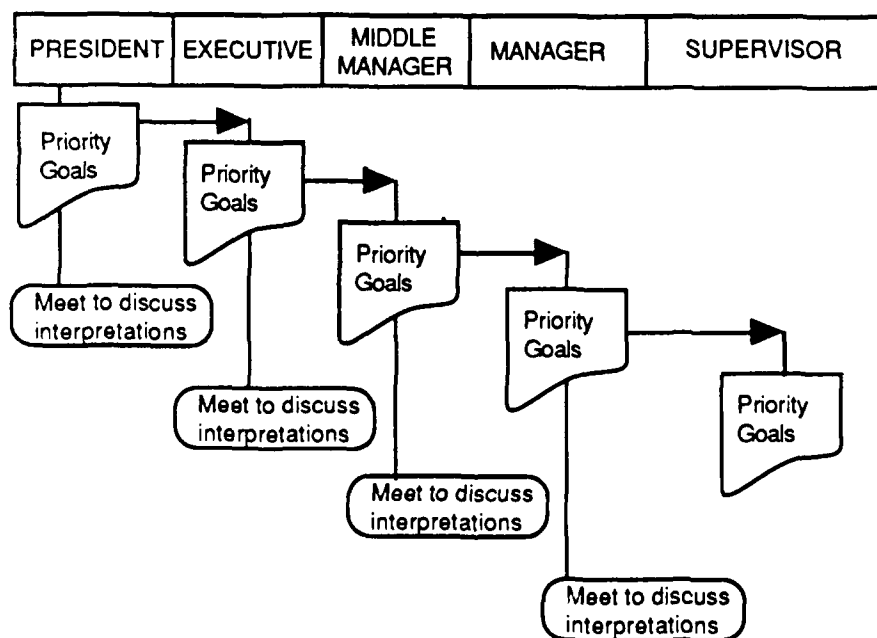 PRESIDENT
EXECUTIVE
MIDDLE
MANAGER
MANAGER
SUPERVISOR
Priority
Goals
Priority
Goals
Priority
Goals
Priority
Goals
Priority
Goals
Meet to discuss
interpretations
Meet to discuss
interpretations
Meet to discuss
interpretations
Meet to discuss
interpretations